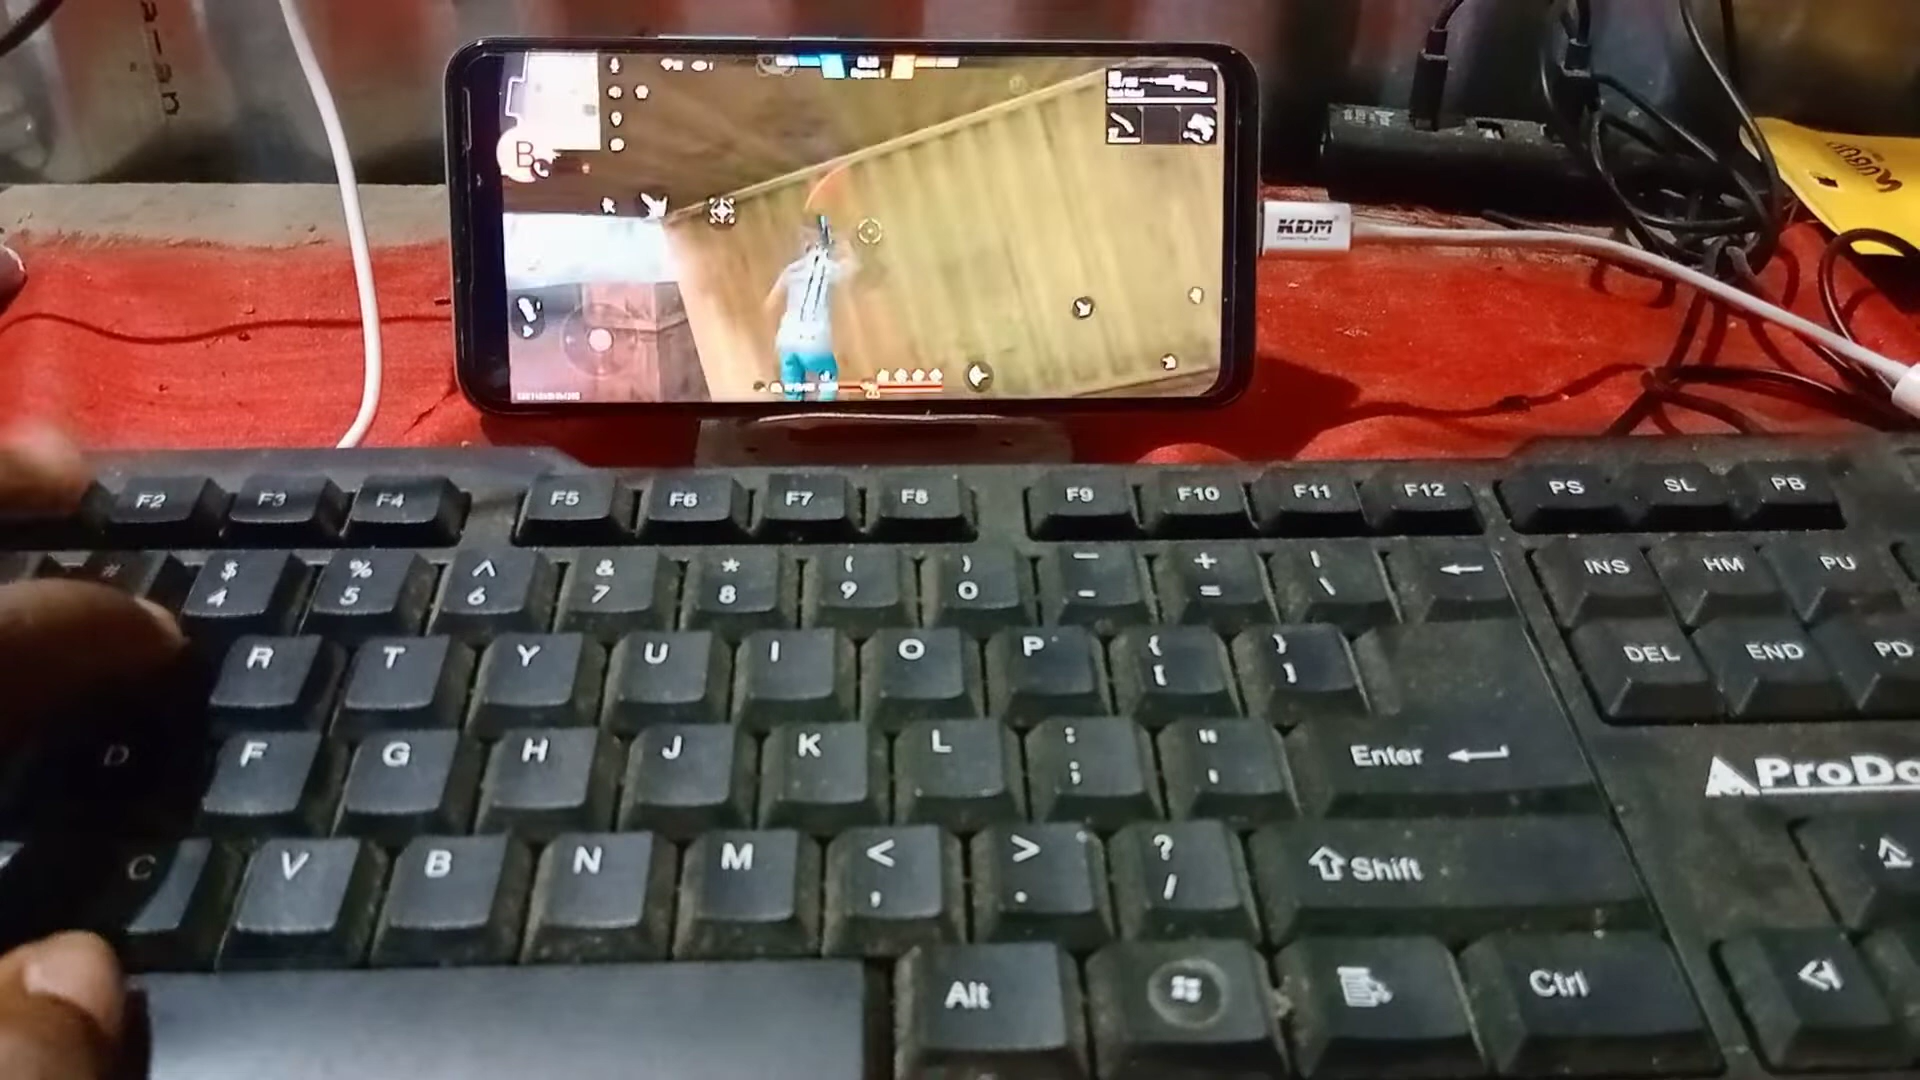 B
KDM
F2 F3 F4 F5 F6 F7 F8 F9 F10 F11 F12 PS SL PB
# $ 4 % 5 ^ 6 & 7 * 8 ( 9 ) 0 — - + = | \ ← INS HM PU
R T Y U I O P { [ } ] DEL END PD
D F G H J K L : ; " ' Enter ←
ProDo
C V B N M < , > . ? / Shift
Alt Ctrl